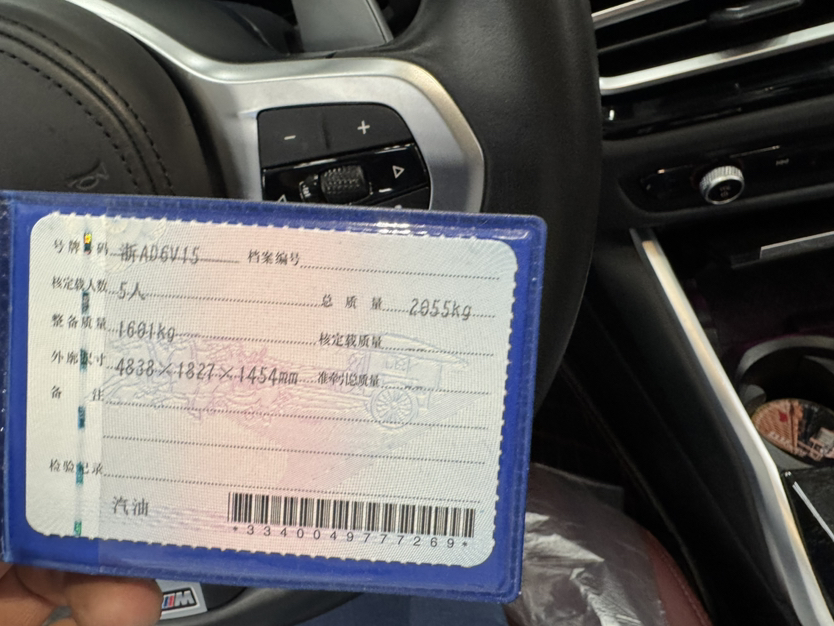 号牌号码 浙AD6V15 档案编号
核定载人数 5人 总质量 2055kg
整备质量 1601kg 核定载质量
外廓尺寸 4838×1827×1454mm 准牵引总质量
备注
检验记录
汽油
*3340049777269*